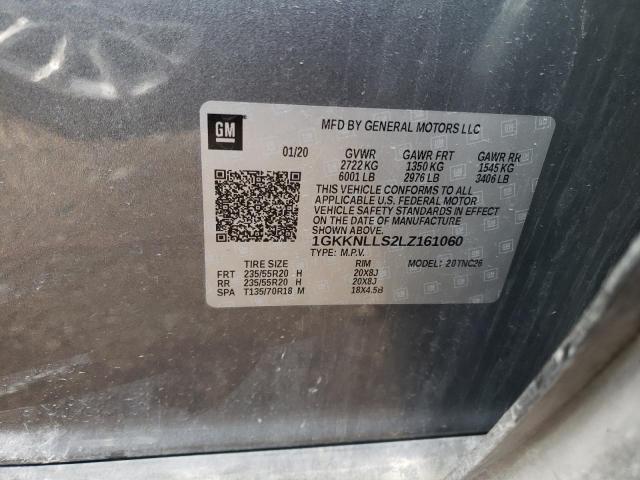 GM
MFD BY GENERAL MOTORS LLC
01/20 GVWR GAWR FRT GAWR RR
2722 KG 1350 KG 1545 KG
6001 LB 2976 LB 3406 LB
THIS VEHICLE CONFORMS TO ALL
APPLICABLE U.S. FEDERAL MOTOR
VEHICLE SAFETY STANDARDS IN EFFECT
ON THE DATE OF MANUFACTURE
SHOWN ABOVE.
1GKKNLLS2LZ161060
TYPE: M.P.V. MODEL: 20TNC26
TIRE SIZE RIM
FRT 235/55R20 H 20X8J
RR 235/55R20 H 20X8J
SPA T135/70R18 M 18X4.5B